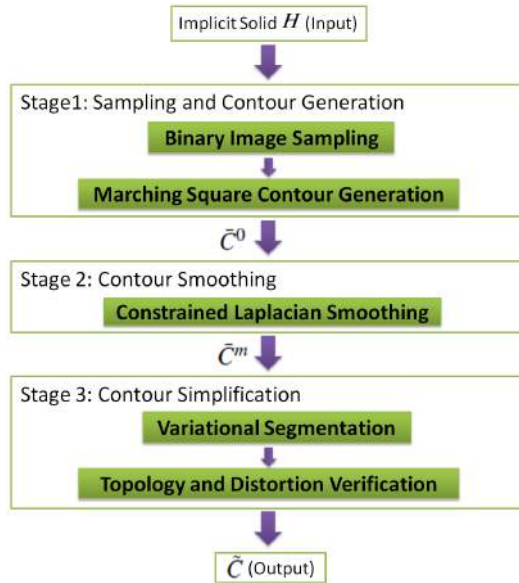 Implicit Solid H (Input)
Stage1: Sampling and Contour Generation
Binary Image Sampling
Marching Square Contour Generation
C̄⁰
Stage 2: Contour Smoothing
Constrained Laplacian Smoothing
C̄ᵐ
Stage 3: Contour Simplification
Variational Segmentation
Topology and Distortion Verification
C̃ (Output)